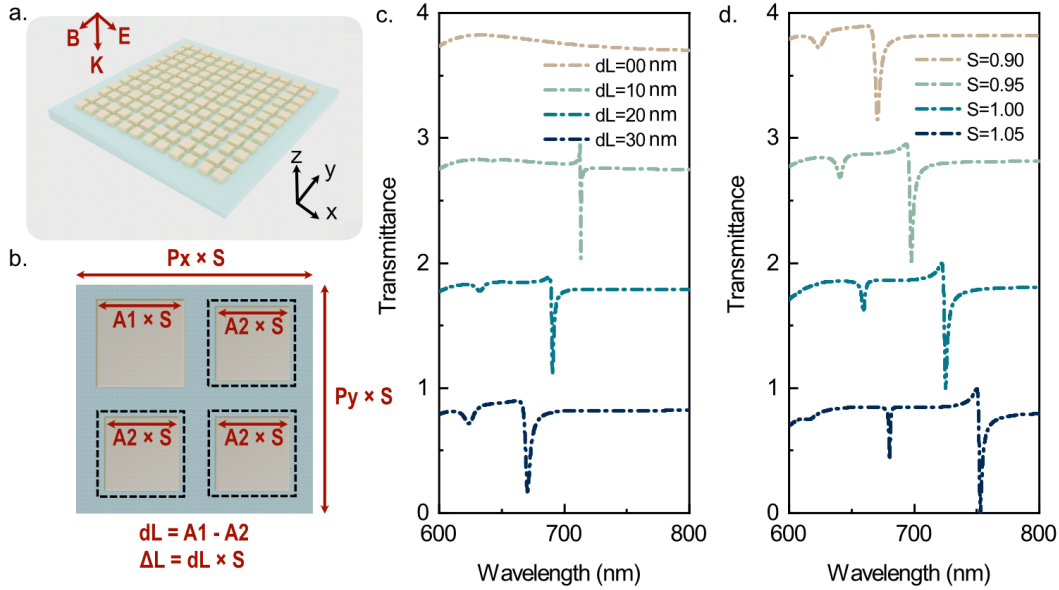 a.
B
E
K
z
y
x
b.
Px × S
A1 × S
A2 × S
Py × S
A2 × S
A2 × S
dL = A1 - A2
ΔL = dL × S
c.
4
3
2
1
0
Transmittance
dL=00 nm
dL=10 nm
dL=20 nm
dL=30 nm
600
700
800
Wavelength (nm)
d.
4
3
2
1
0
Transmittance
S=0.90
S=0.95
S=1.00
S=1.05
600
700
800
Wavelength (nm)